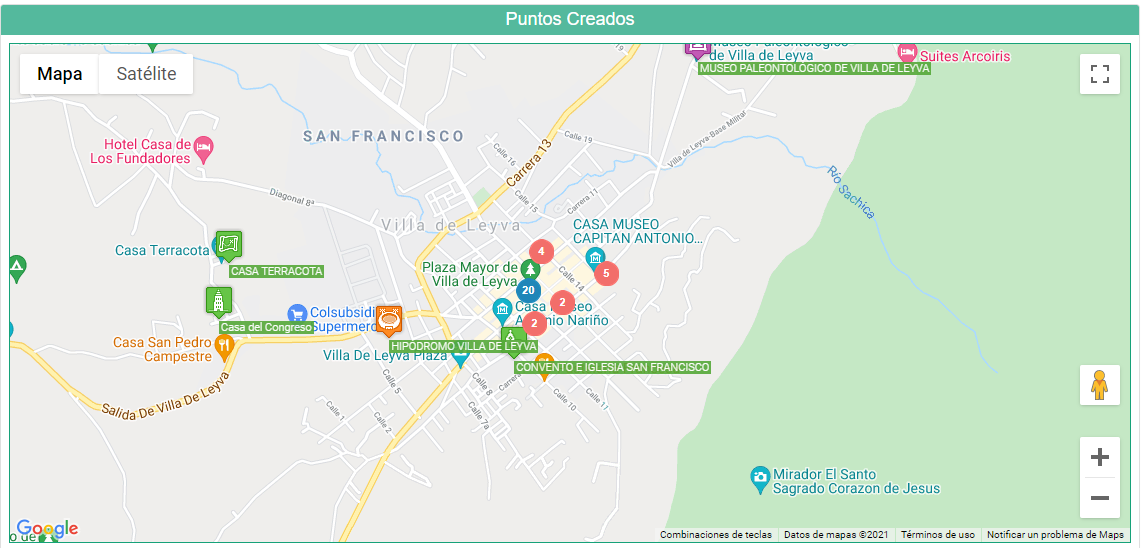 Puntos Creados
Mapa
Satélite
Museo Paleontológico
de Villa de Leyva
MUSEO PALEONTOLOGICO DE VILLA DE LEYVA
Suites Arcoiris
SAN FRANCISCO
Calle 19
Calle 16
Carrera 13
Villa de Leyva-Base Militar
Hotel Casa de
Los Fundadores
Diagonal 8ª
Calle 15
Carrera 11
Río Sachica
Villa de Leyva
CASA MUSEO
CAPITAN ANTONIO...
Casa Terracota
CASA TERRACOTA
4
Plaza Mayor de
Villa de Leyva
Calle 14
5
20
2
Casa del Congreso
Colsubsidi
Supermerc
Casa Museo
Antonio Nariño
2
Casa San Pedro
Campestre
HIPÓDROMO VILLA DE LEYVA
Villa De Leyva Plaza
CONVENTO E IGLESIA SAN FRANCISCO
Calle 5
Calle 8
Carrera
Calle 10
Calle 11
Salida De Villa De Leyva
Calle 1
Calle 2
Calle 7a
Mirador El Santo
Sagrado Corazon de Jesus
Google
o de
Combinaciones de teclas
Datos de mapas ©2021
Términos de uso
Notificar un problema de Maps